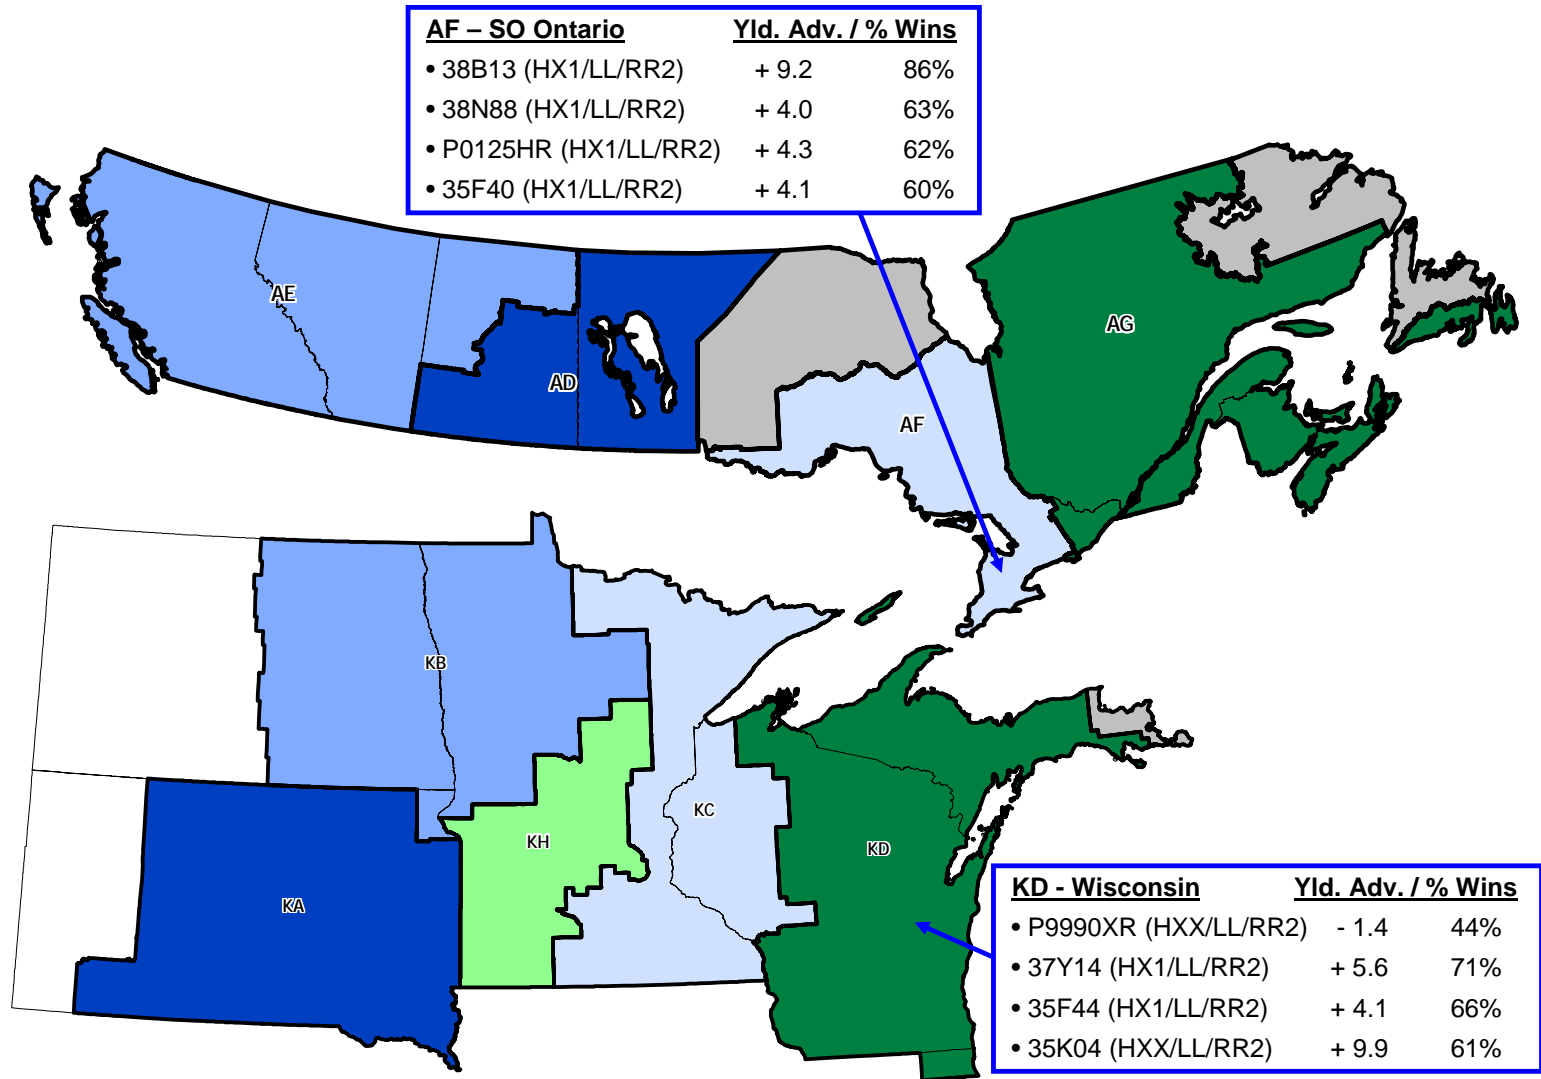 AF – SO Ontario Yld. Adv. / % Wins
• 38B13 (HX1/LL/RR2) + 9.2 86%
• 38N88 (HX1/LL/RR2) + 4.0 63%
• P0125HR (HX1/LL/RR2) + 4.3 62%
• 35F40 (HX1/LL/RR2) + 4.1 60%
AE
AD
AF
AG
KB
KA
KH
KC
KD
KD - Wisconsin Yld. Adv. / % Wins
• P9990XR (HXX/LL/RR2) - 1.4 44%
• 37Y14 (HX1/LL/RR2) + 5.6 71%
• 35F44 (HX1/LL/RR2) + 4.1 66%
• 35K04 (HXX/LL/RR2) + 9.9 61%